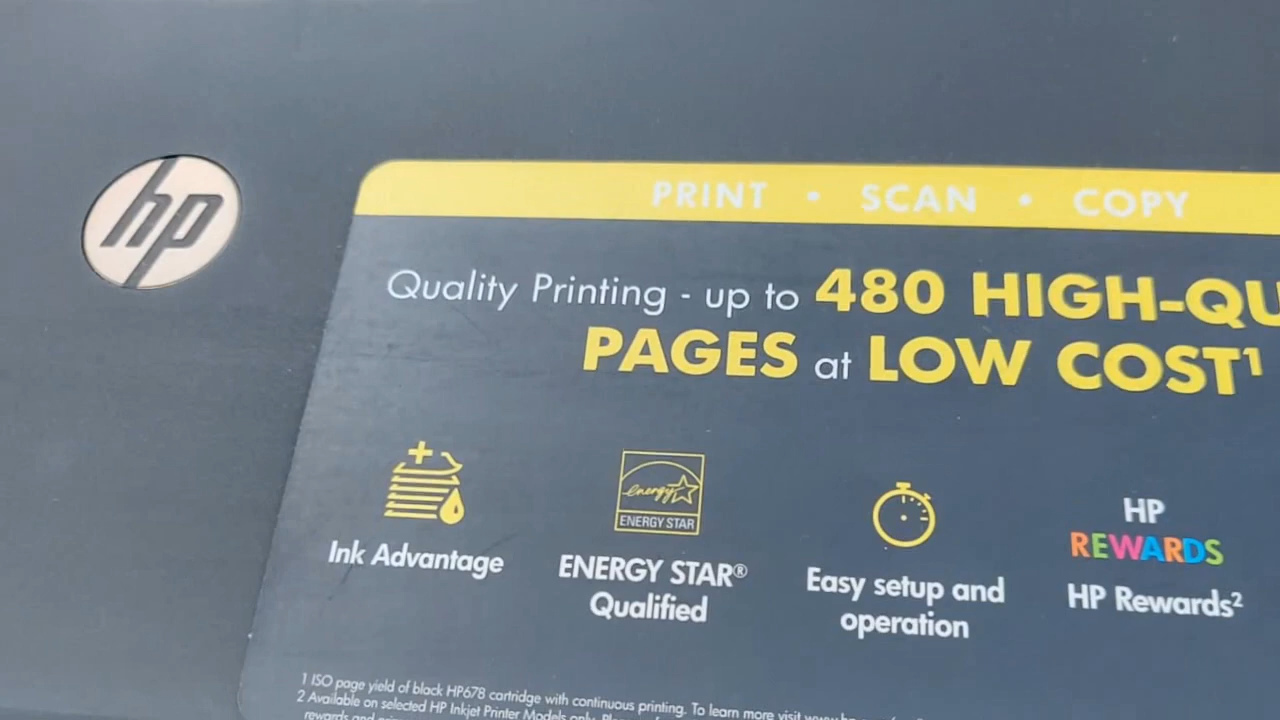 hp
PRINT • SCAN • COPY
Quality Printing - up to 480 HIGH-QU
PAGES at LOW COST¹
energy
ENERGY STAR
HP
REWARDS
Ink Advantage
ENERGY STAR®
Qualified
Easy setup and
operation
HP Rewards²
1 ISO page yield of black HP678 cartridge with continuous printing. To learn more visit
2 Available on selected HP Inkjet Printer Models only.
rewards and